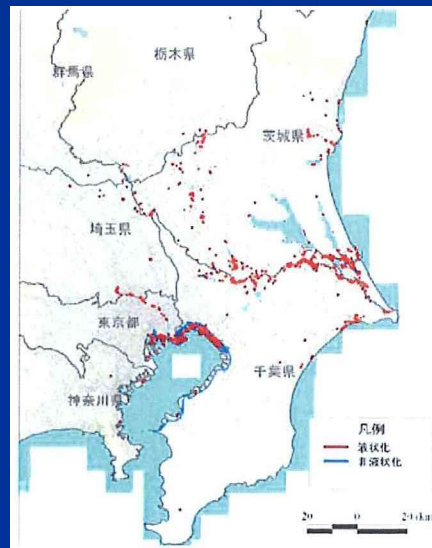 栃木県
群馬県
茨城県
埼玉県
東京都
千葉県
神奈川県
凡例
液状化
非液状化
20 0 20 km